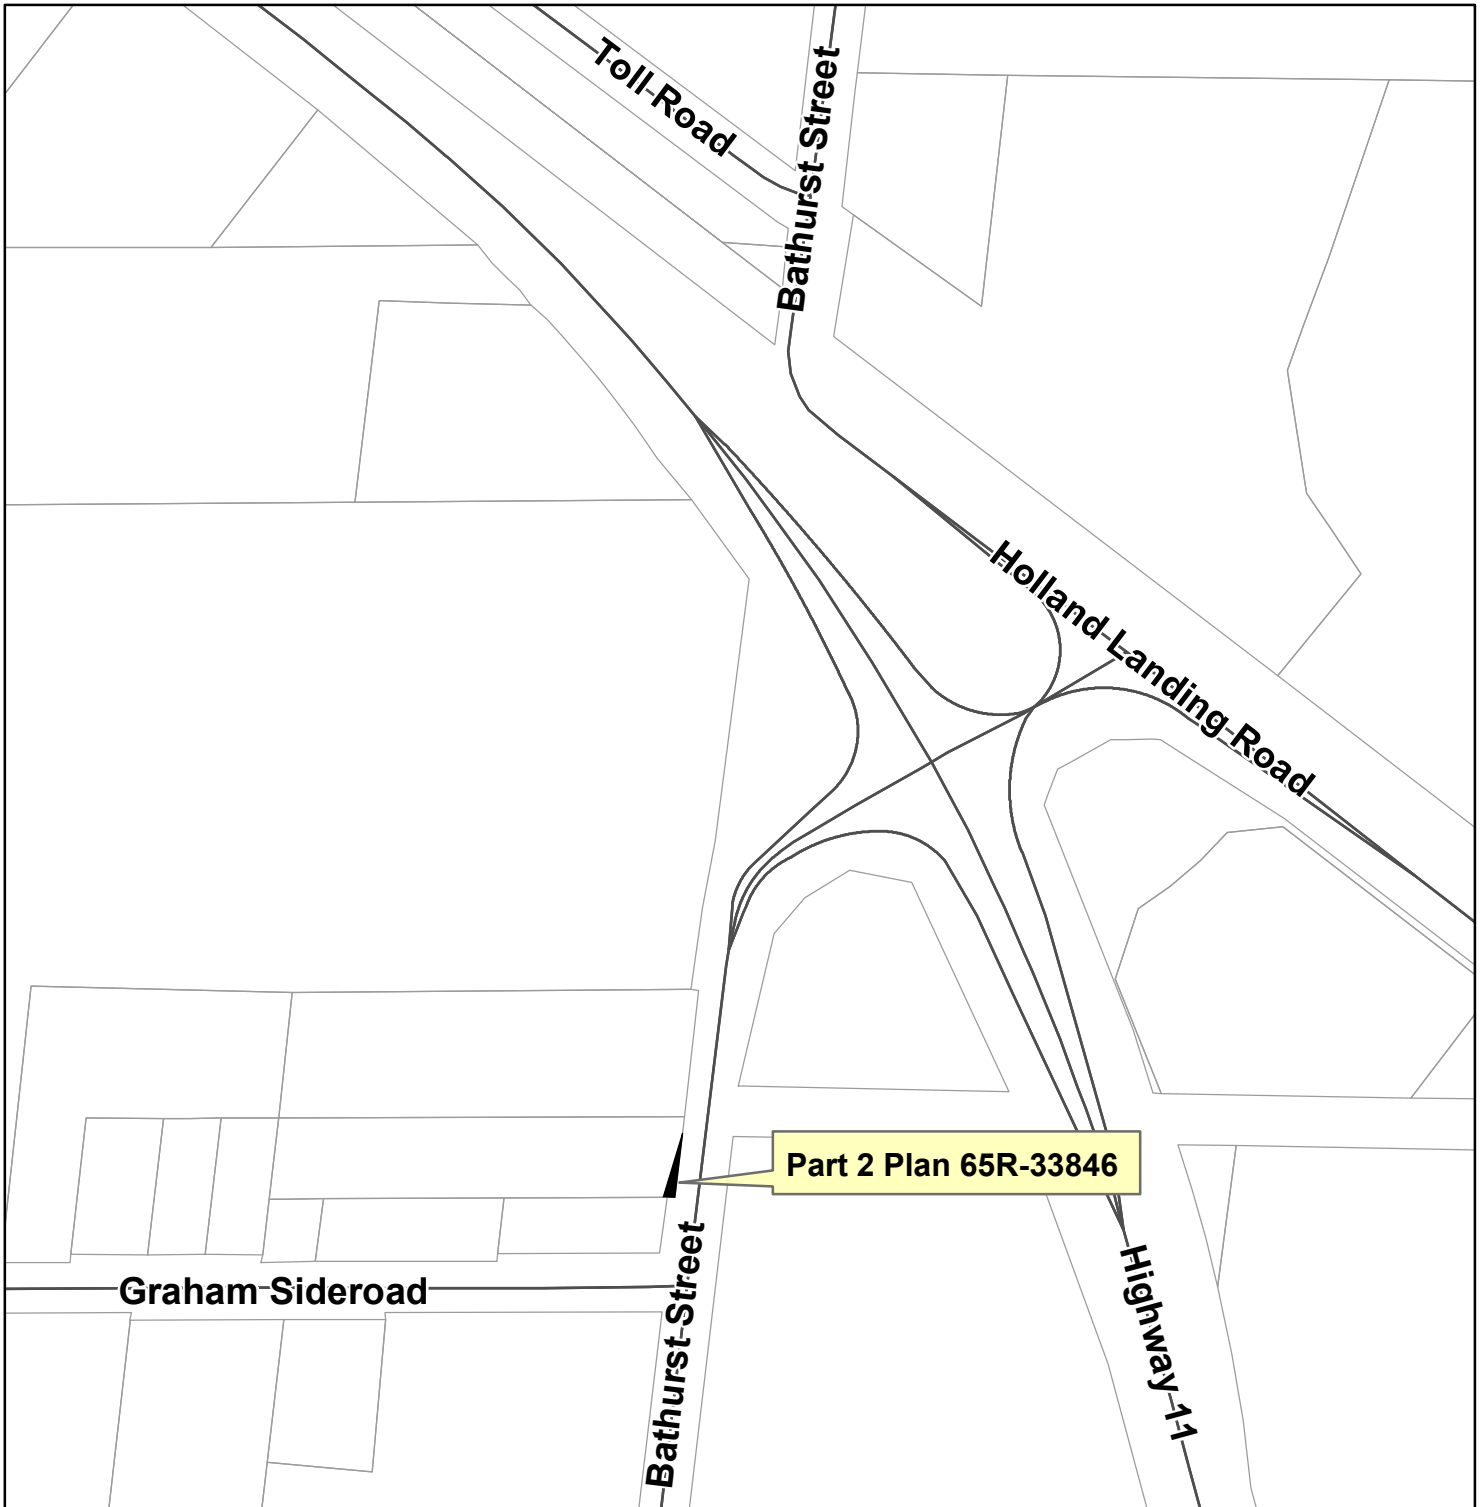 Toll Road
Bathurst Street
Holland Landing Road
Part 2 Plan 65R-33846
Graham Sideroad
Bathurst Street
Highway 11